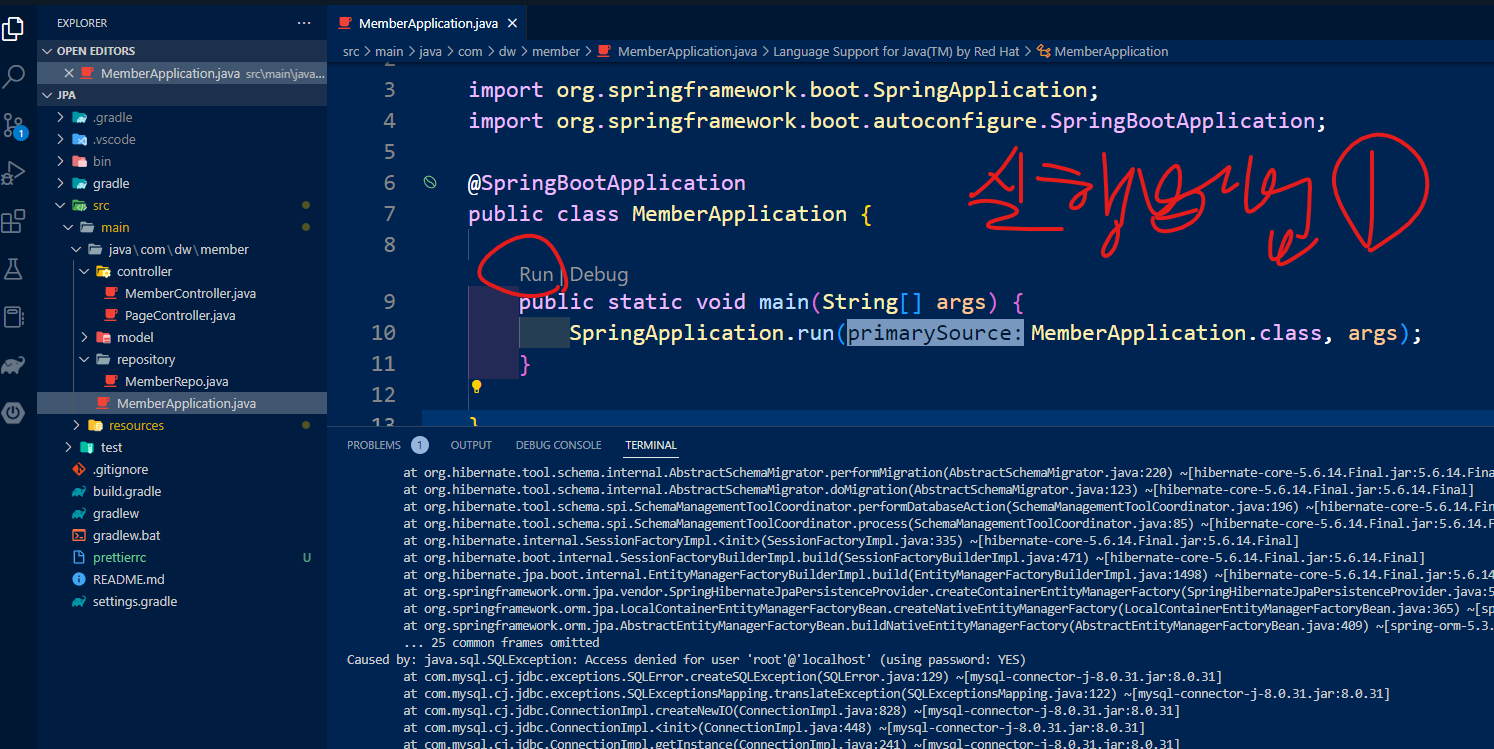 EXPLORER
OPEN EDITORS
MemberApplication.java src\main\java...
JPA
.gradle
.vscode
bin
gradle
src
main
java\com\dw\member
controller
MemberController.java
PageController.java
model
repository
MemberRepo.java
MemberApplication.java
resources
test
.gitignore
build.gradle
gradlew
gradlew.bat
prettierrc U
README.md
settings.gradle
1
MemberApplication.java
src > main > java > com > dw > member > MemberApplication.java > Language Support for Java(TM) by Red Hat > MemberApplication
2
3 import org.springframework.boot.SpringApplication;
4 import org.springframework.boot.autoconfigure.SpringBootApplication;
5
6 @SpringBootApplication
7 public class MemberApplication {
8
Run | Debug
9 public static void main(String[] args) {
10 SpringApplication.run(primarySource: MemberApplication.class, args);
11 }
12
13 }
실행방법 1
PROBLEMS 1 OUTPUT DEBUG CONSOLE TERMINAL
at org.hibernate.tool.schema.internal.AbstractSchemaMigrator.performMigration(AbstractSchemaMigrator.java:220) ~[hibernate-core-5.6.14.Final.jar:5.6.14.Fina
at org.hibernate.tool.schema.internal.AbstractSchemaMigrator.doMigration(AbstractSchemaMigrator.java:123) ~[hibernate-core-5.6.14.Final.jar:5.6.14.Final]
at org.hibernate.tool.schema.spi.SchemaManagementToolCoordinator.performDatabaseAction(SchemaManagementToolCoordinator.java:196) ~[hibernate-core-5.6.14.Fin
at org.hibernate.tool.schema.spi.SchemaManagementToolCoordinator.process(SchemaManagementToolCoordinator.java:85) ~[hibernate-core-5.6.14.Final.jar:5.6.14.F
at org.hibernate.internal.SessionFactoryImpl.<init>(SessionFactoryImpl.java:335) ~[hibernate-core-5.6.14.Final.jar:5.6.14.Final]
at org.hibernate.boot.internal.SessionFactoryBuilderImpl.build(SessionFactoryBuilderImpl.java:471) ~[hibernate-core-5.6.14.Final.jar:5.6.14.Final]
at org.hibernate.jpa.boot.internal.EntityManagerFactoryBuilderImpl.build(EntityManagerFactoryBuilderImpl.java:1498) ~[hibernate-core-5.6.14.Final.jar:5.6.14
at org.springframework.orm.jpa.vendor.SpringHibernateJpaPersistenceProvider.createContainerEntityManagerFactory(SpringHibernateJpaPersistenceProvider.java:5
at org.springframework.orm.jpa.LocalContainerEntityManagerFactoryBean.createNativeEntityManagerFactory(LocalContainerEntityManagerFactoryBean.java:365) ~[sp
at org.springframework.orm.jpa.AbstractEntityManagerFactoryBean.buildNativeEntityManagerFactory(AbstractEntityManagerFactoryBean.java:409) ~[spring-orm-5.3.
... 25 common frames omitted
Caused by: java.sql.SQLException: Access denied for user 'root'@'localhost' (using password: YES)
at com.mysql.cj.jdbc.exceptions.SQLError.createSQLException(SQLError.java:129) ~[mysql-connector-j-8.0.31.jar:8.0.31]
at com.mysql.cj.jdbc.exceptions.SQLExceptionsMapping.translateException(SQLExceptionsMapping.java:122) ~[mysql-connector-j-8.0.31.jar:8.0.31]
at com.mysql.cj.jdbc.ConnectionImpl.createNewIO(ConnectionImpl.java:828) ~[mysql-connector-j-8.0.31.jar:8.0.31]
at com.mysql.cj.jdbc.ConnectionImpl.<init>(ConnectionImpl.java:448) ~[mysql-connector-j-8.0.31.jar:8.0.31]
at com.mysql.cj.jdbc.ConnectionImpl.getInstance(ConnectionImpl.java:241) ~[mysql-connector-j-8.0.31.jar:8.0.31]